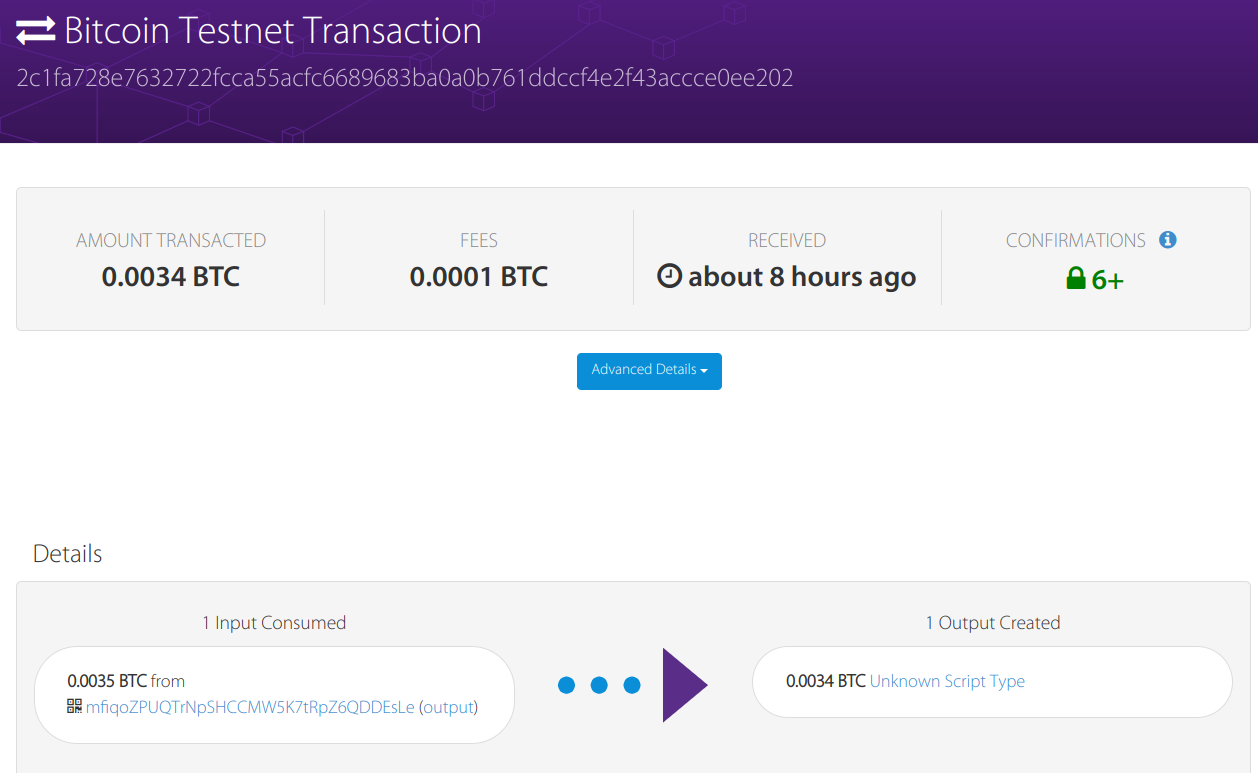 Bitcoin Testnet Transaction
2c1fa728e7632722fcca55acfc6689683ba0a0b761ddccf4e2f43accce0ee202
AMOUNT TRANSACTED
0.0034 BTC
FEES
0.0001 BTC
RECEIVED
about 8 hours ago
CONFIRMATIONS
6+
Advanced Details
Details
1 Input Consumed
0.0035 BTC from
mfiqoZPUQTrNpSHCCMW5K7tRpZ6QDDEsLe (output)
1 Output Created
0.0034 BTC Unknown Script Type